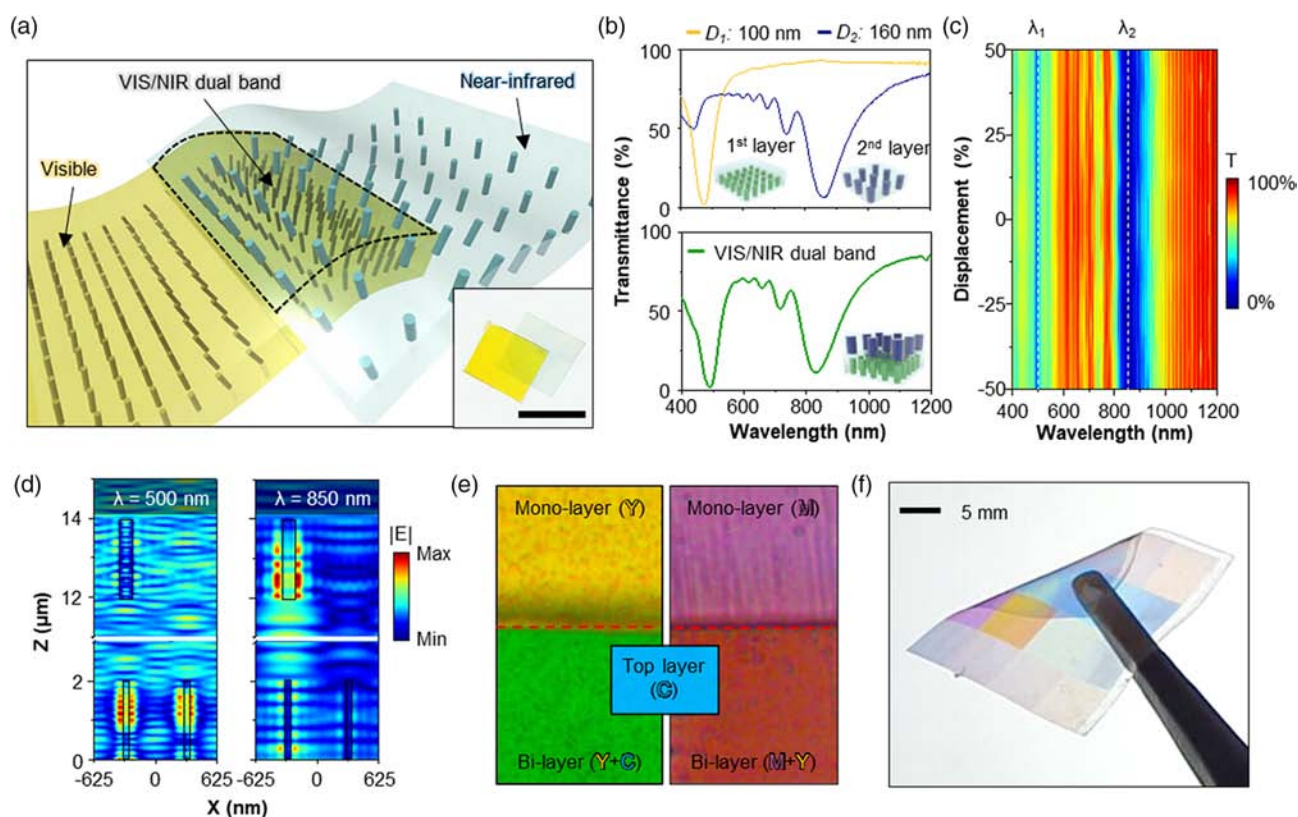 (a)
VIS/NIR dual band
Near-infrared
Visible
(b)
D1: 100 nm
D2: 160 nm
100
50
0
1st layer
2nd layer
Transmittance (%)
VIS/NIR dual band
100
50
0
400
600
800
1000
1200
Wavelength (nm)
(c)
λ1
λ2
50
25
0
-25
-50
Displacement (%)
400
600
800
1000
1200
Wavelength (nm)
T
100%
0%
(d)
λ = 500 nm
λ = 850 nm
14
12
2
0
Z (μm)
-625
0
625
-625
0
625
X (nm)
|E|
Max
Min
(e)
Mono-layer (Y)
Mono-layer (M)
Top layer
(C)
Bi-layer (Y+C)
Bi-layer (M+Y)
(f)
5 mm